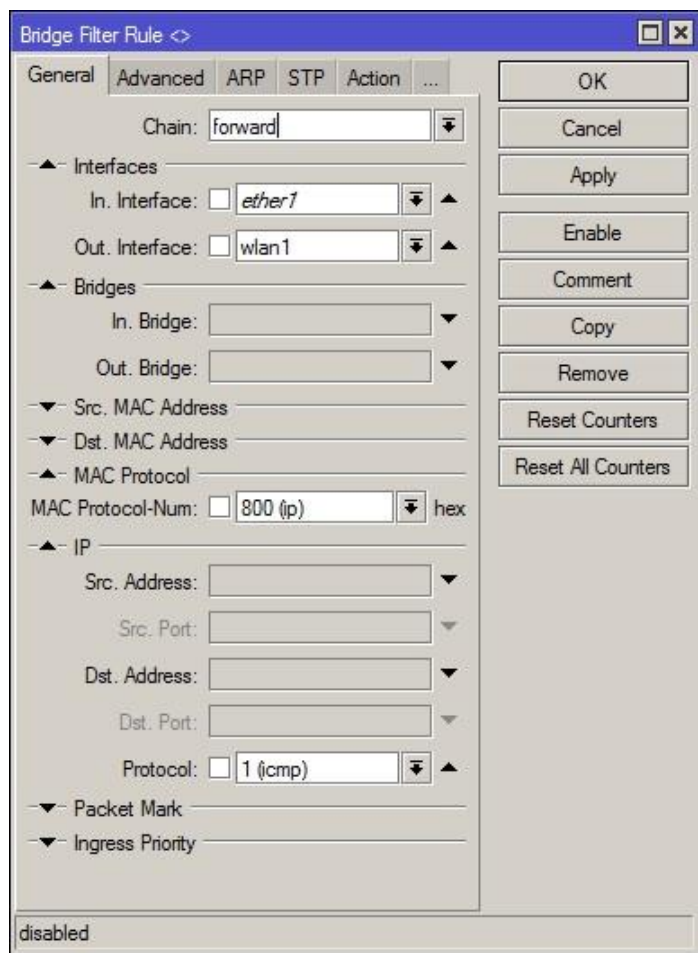 Bridge Filter Rule <>
General Advanced ARP STP Action ...
Chain: forward
Interfaces
In. Interface: ether1
Out. Interface: wlan1
Bridges
In. Bridge:
Out. Bridge:
Src. MAC Address
Dst. MAC Address
MAC Protocol
MAC Protocol-Num: 800 (ip) hex
IP
Src. Address:
Src. Port:
Dst. Address:
Dst. Port:
Protocol: 1 (icmp)
Packet Mark
Ingress Priority
OK
Cancel
Apply
Enable
Comment
Copy
Remove
Reset Counters
Reset All Counters
disabled